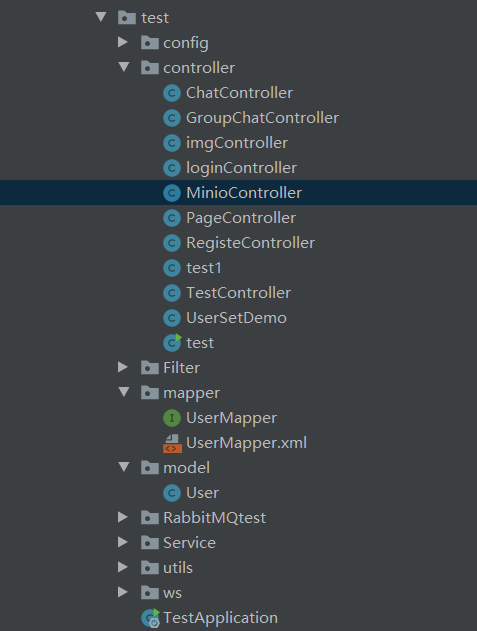 test
config
controller
ChatController
GroupChatController
imgController
loginController
MinioController
PageController
RegisteController
test1
TestController
UserSetDemo
test
Filter
mapper
UserMapper
UserMapper.xml
model
User
RabbitMQtest
Service
utils
ws
TestApplication